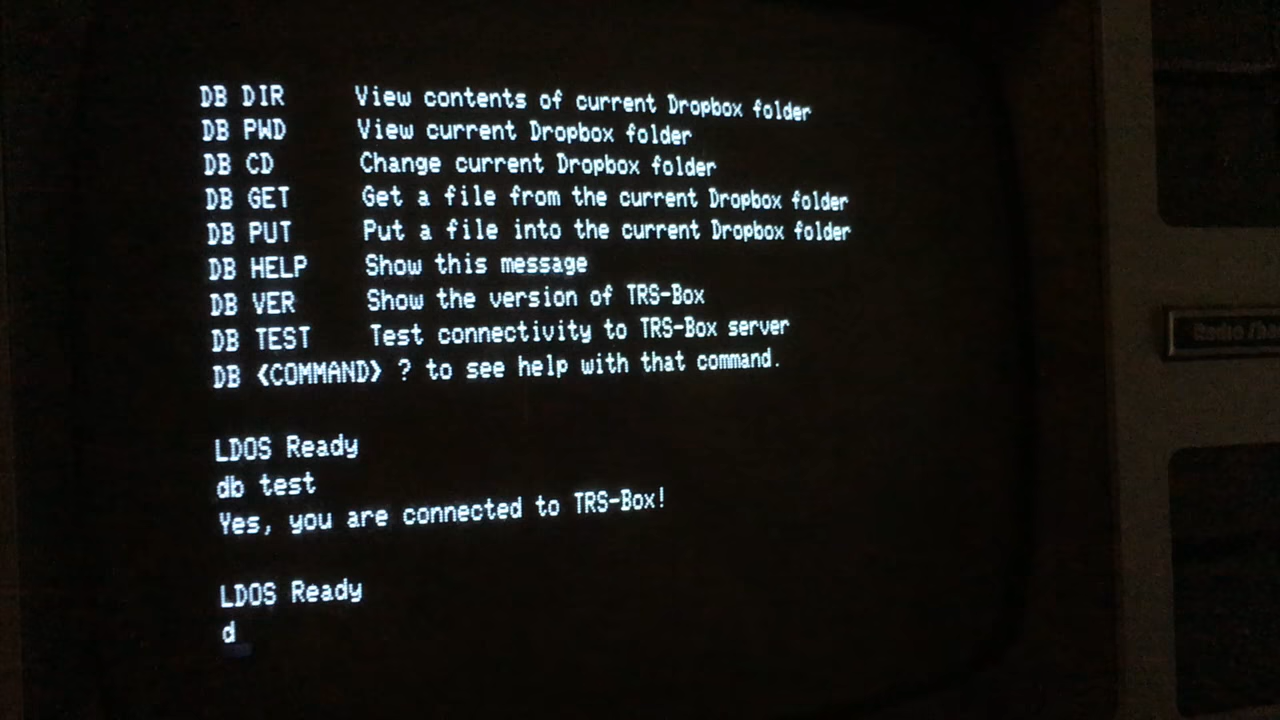 DB DIR View contents of current Dropbox folder
DB PWD View current Dropbox folder
DB CD Change current Dropbox folder
DB GET Get a file from the current Dropbox folder
DB PUT Put a file into the current Dropbox folder
DB HELP Show this message
DB VER Show the version of TRS-Box
DB TEST Test connectivity to TRS-Box server
DB <COMMAND> ? to see help with that command.
LDOS Ready
db test
Yes, you are connected to TRS-Box!
LDOS Ready
d
Radio